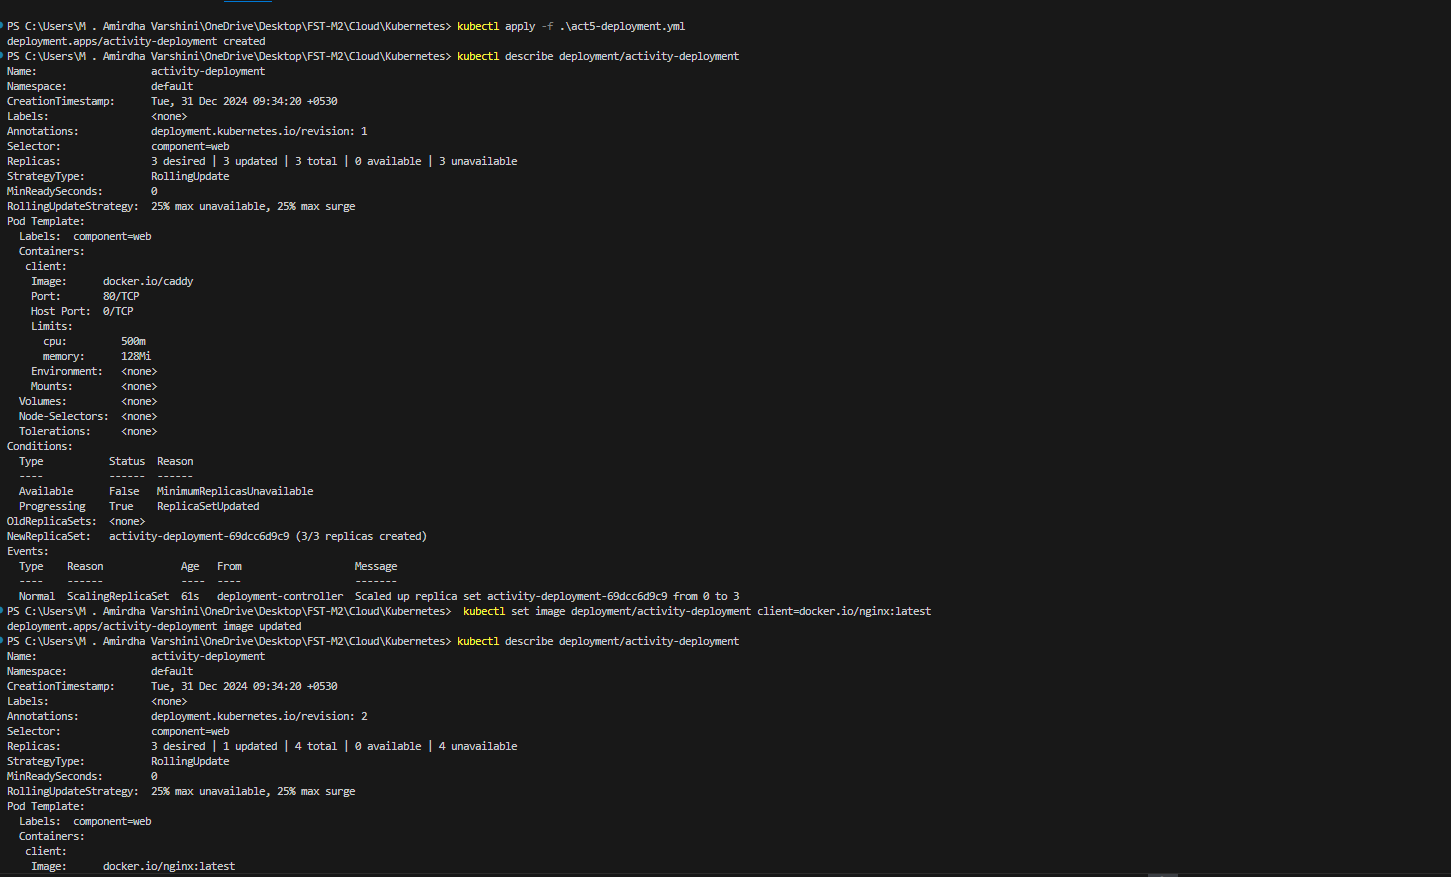 PS C:\Users\M . Amirdha Varshini\OneDrive\Desktop\FST-M2\Cloud\Kubernetes> kubectl apply -f .\act5-deployment.yml
deployment.apps/activity-deployment created
PS C:\Users\M . Amirdha Varshini\OneDrive\Desktop\FST-M2\Cloud\Kubernetes> kubectl describe deployment/activity-deployment
Name:                   activity-deployment
Namespace:              default
CreationTimestamp:      Tue, 31 Dec 2024 09:34:20 +0530
Labels:                 <none>
Annotations:            deployment.kubernetes.io/revision: 1
Selector:               component=web
Replicas:               3 desired | 3 updated | 3 total | 0 available | 3 unavailable
StrategyType:           RollingUpdate
MinReadySeconds:        0
RollingUpdateStrategy:  25% max unavailable, 25% max surge
Pod Template:
  Labels:  component=web
  Containers:
   client:
    Image:      docker.io/caddy
    Port:       80/TCP
    Host Port:  0/TCP
    Limits:
      cpu:         500m
      memory:      128Mi
    Environment:   <none>
    Mounts:        <none>
  Volumes:         <none>
  Node-Selectors:  <none>
  Tolerations:     <none>
Conditions:
  Type           Status  Reason
  ----           ------  ------
  Available      False   MinimumReplicasUnavailable
  Progressing    True    ReplicaSetUpdated
OldReplicaSets:  <none>
NewReplicaSet:   activity-deployment-69dcc6d9c9 (3/3 replicas created)
Events:
  Type    Reason             Age   From                   Message
  ----    ------             ----  ----                   -------
  Normal  ScalingReplicaSet  61s   deployment-controller  Scaled up replica set activity-deployment-69dcc6d9c9 from 0 to 3
PS C:\Users\M . Amirdha Varshini\OneDrive\Desktop\FST-M2\Cloud\Kubernetes>  kubectl set image deployment/activity-deployment client=docker.io/nginx:latest
deployment.apps/activity-deployment image updated
PS C:\Users\M . Amirdha Varshini\OneDrive\Desktop\FST-M2\Cloud\Kubernetes> kubectl describe deployment/activity-deployment
Name:                   activity-deployment
Namespace:              default
CreationTimestamp:      Tue, 31 Dec 2024 09:34:20 +0530
Labels:                 <none>
Annotations:            deployment.kubernetes.io/revision: 2
Selector:               component=web
Replicas:               3 desired | 1 updated | 4 total | 0 available | 4 unavailable
StrategyType:           RollingUpdate
MinReadySeconds:        0
RollingUpdateStrategy:  25% max unavailable, 25% max surge
Pod Template:
  Labels:  component=web
  Containers:
   client:
    Image:      docker.io/nginx:latest